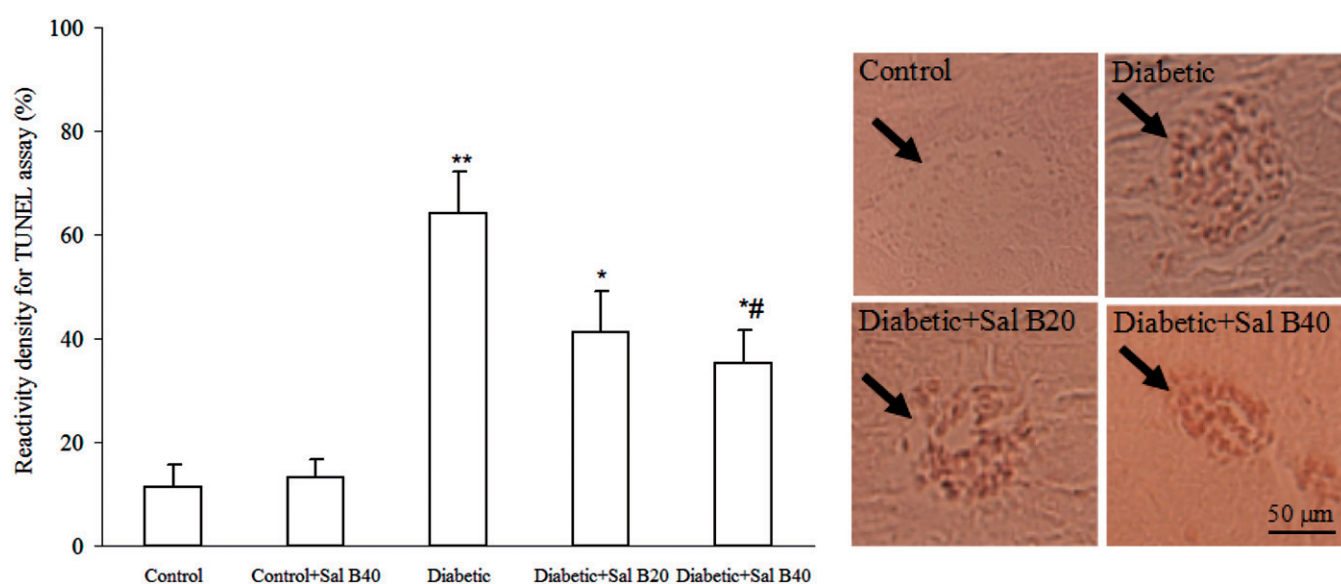 Reactivity density for TUNEL assay (%)
100
80
60
40
20
0
**
*
*#
Control
Control+Sal B40
Diabetic
Diabetic+Sal B20
Diabetic+Sal B40
Control
Diabetic
Diabetic+Sal B20
Diabetic+Sal B40
50 µm